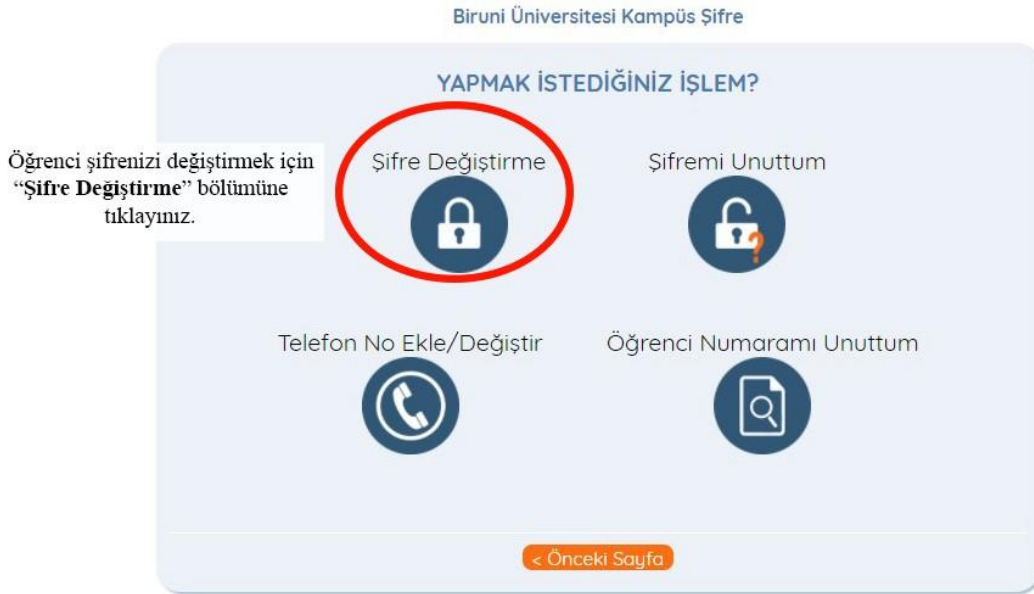 Biruni Üniversitesi Kampüs Şifre
YAPMAK İSTEDİĞİNİZ İŞLEM?
Öğrenci şifrenizi değiştirmek için
“Şifre Değiştirme” bölümüne
tıklayınız.
Şifre Değiştirme
Şifremi Unuttum
?
Telefon No Ekle/Değiştir
Öğrenci Numaramı Unuttum
< Önceki Sayfa